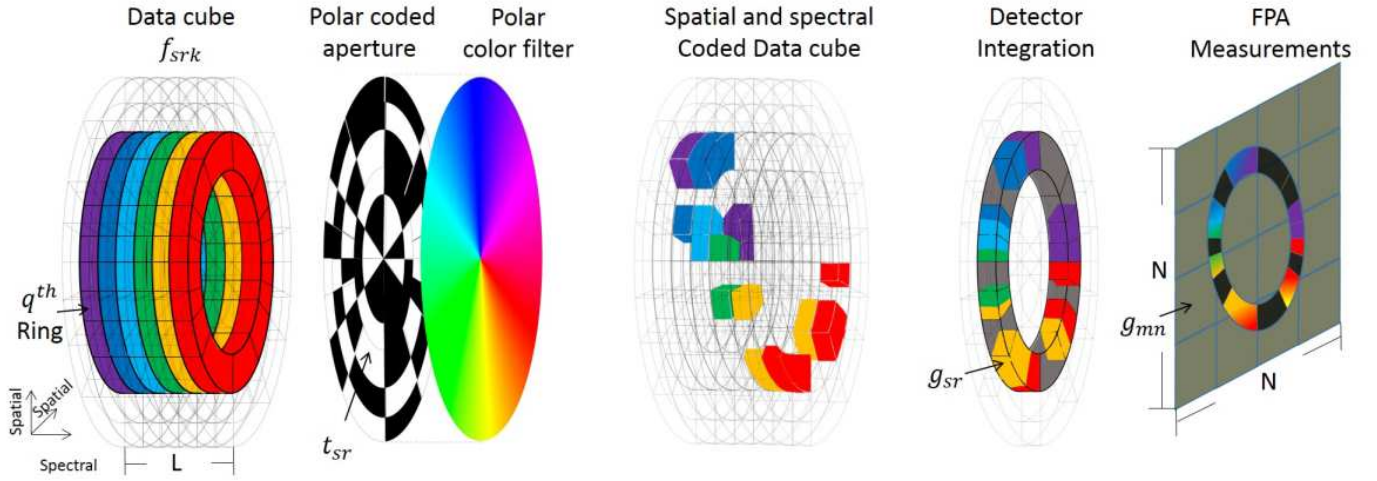 Data cube
f_srk
Polar coded
aperture
Polar
color filter
Spatial and spectral
Coded Data cube
Detector
Integration
FPA
Measurements
q^th
Ring
Spatial
Spatial
Spectral
L
t_sr
g_sr
N
g_mn
N